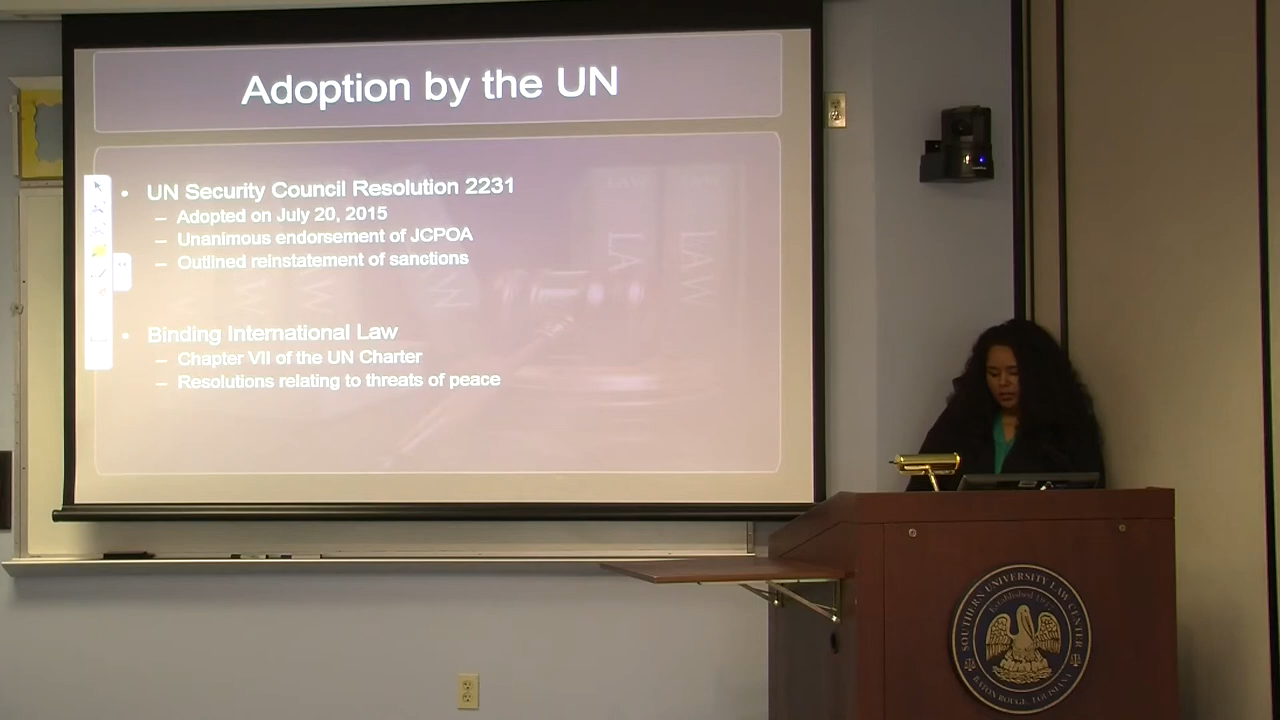 Adoption by the UN
• UN Security Council Resolution 2231
– Adopted on July 20, 2015
– Unanimous endorsement of JCPOA
– Outlined reinstatement of sanctions
• Binding International Law
– Chapter VII of the UN Charter
– Resolutions relating to threats of peace
LAW
LAW
SOUTHERN UNIVERSITY LAW CENTER
BATON ROUGE, LOUISIANA